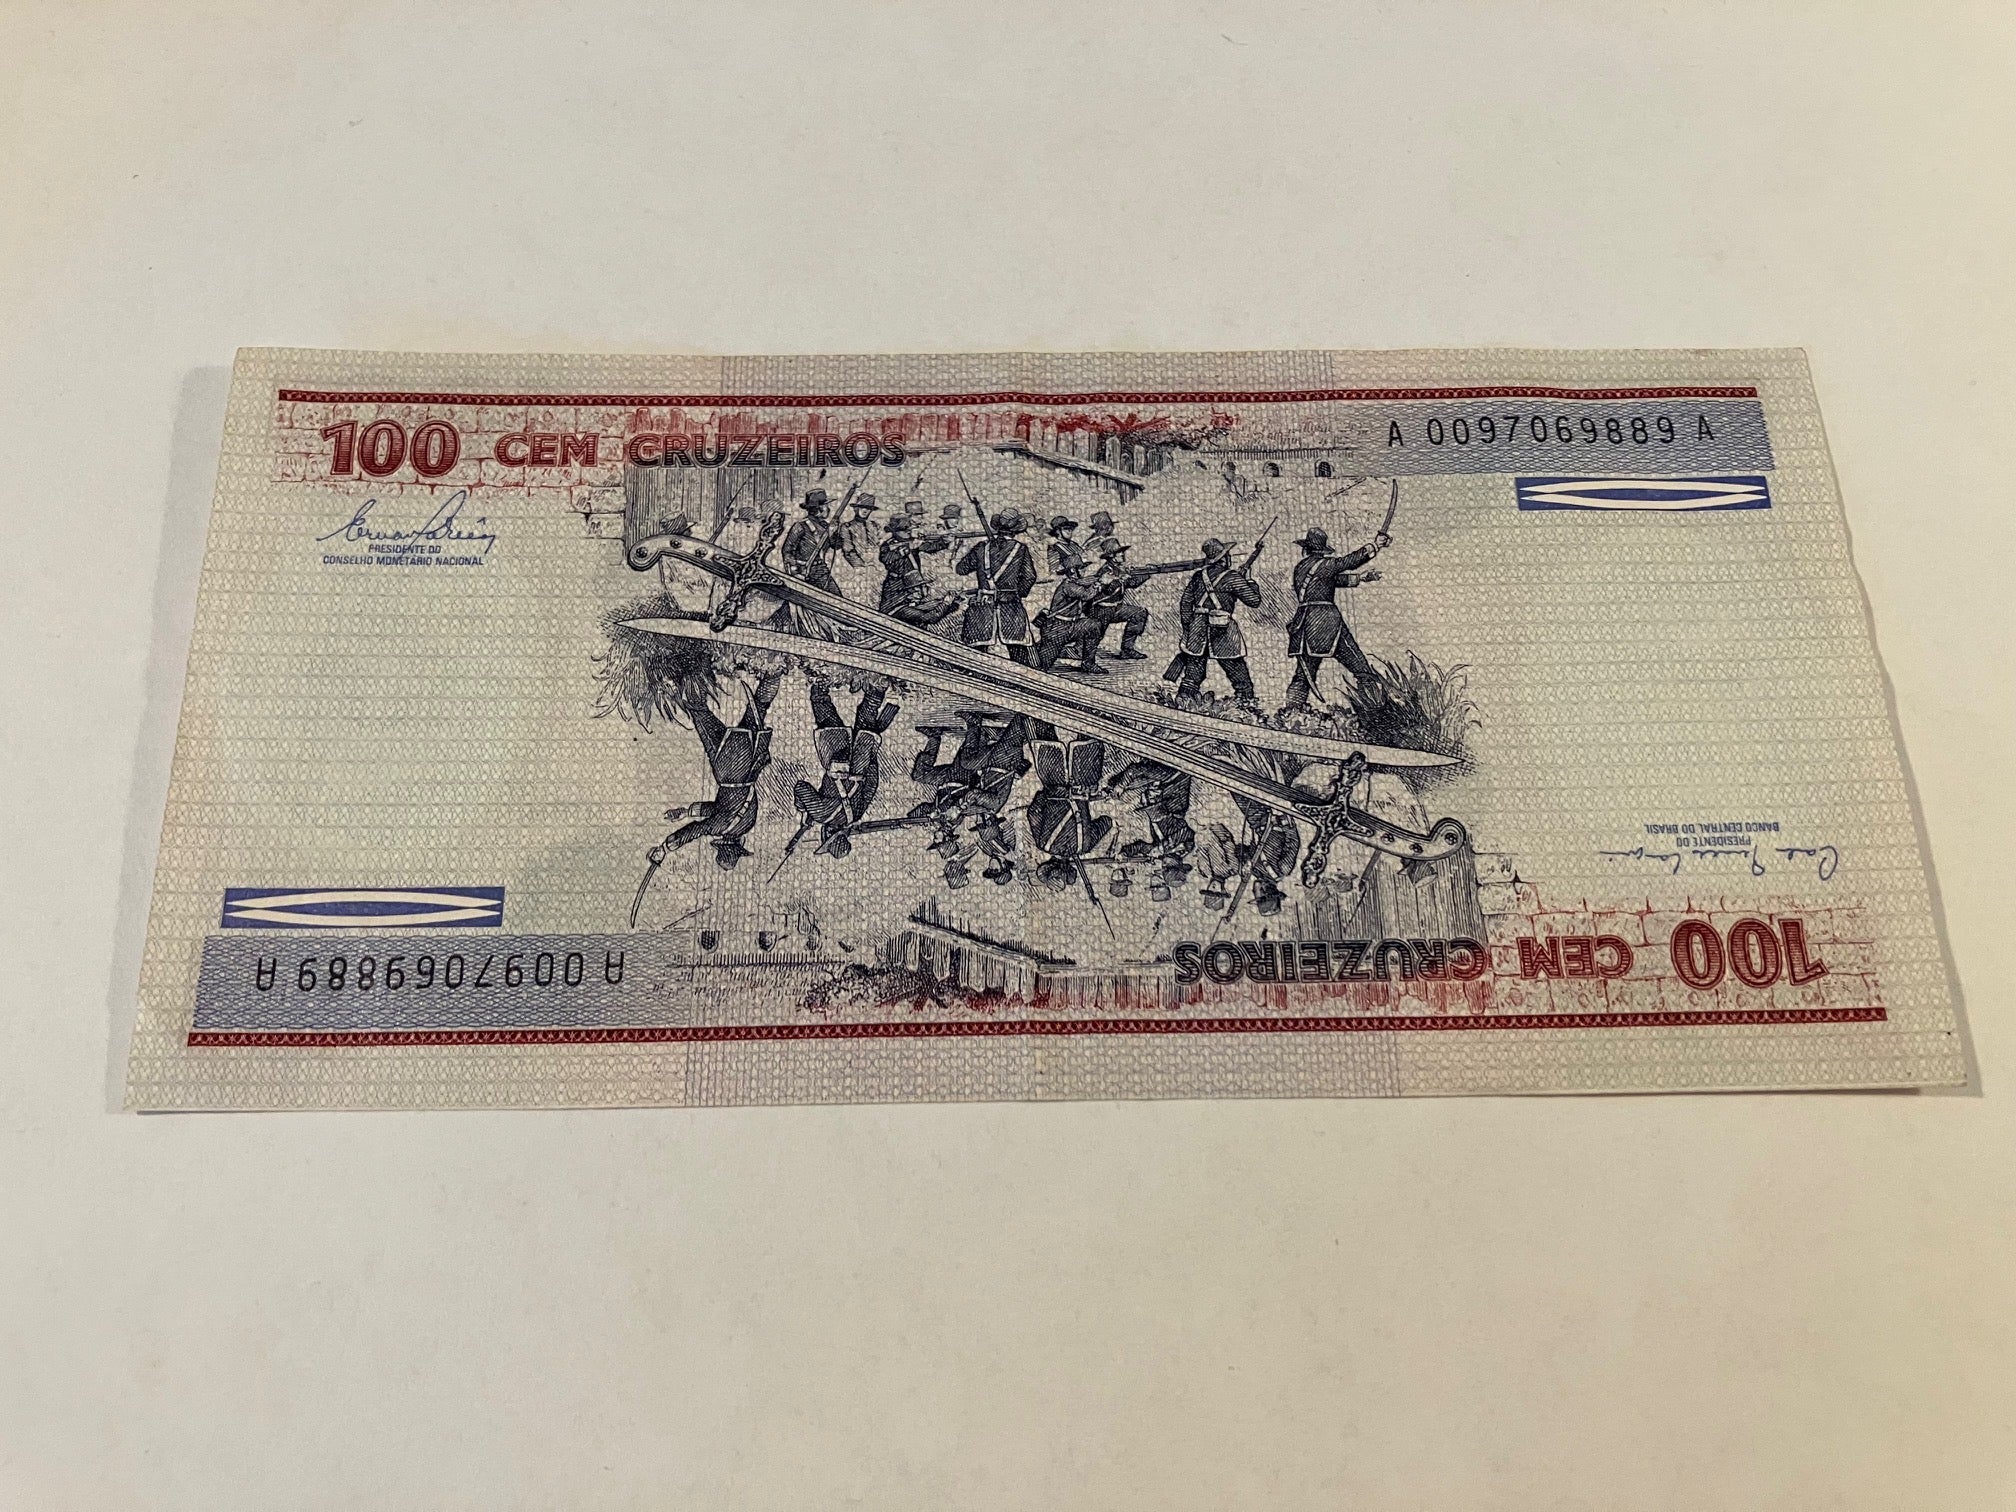 100 CEM CRUZEIROS
A 0097069889 A
PRESIDENTE DO
CONSELHO MONETÁRIO NACIONAL
A 0097069889 A
100 CEM CRUZEIROS
PRESIDENTE DO
BANCO CENTRAL DO BRASIL